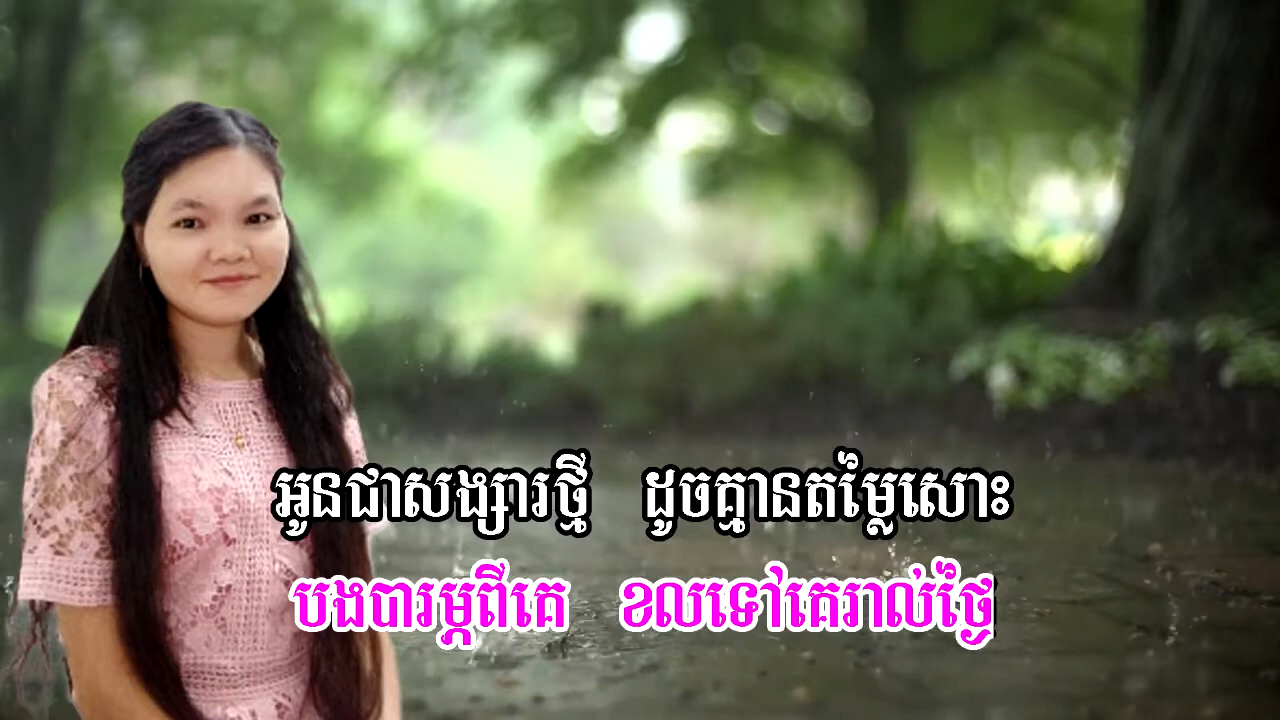 អូនជាសង្សារថ្មី ដូចគ្មានតម្លៃសោះ
បងបារម្ភពីគេ ខលទៅគេរាល់ថ្ងៃ